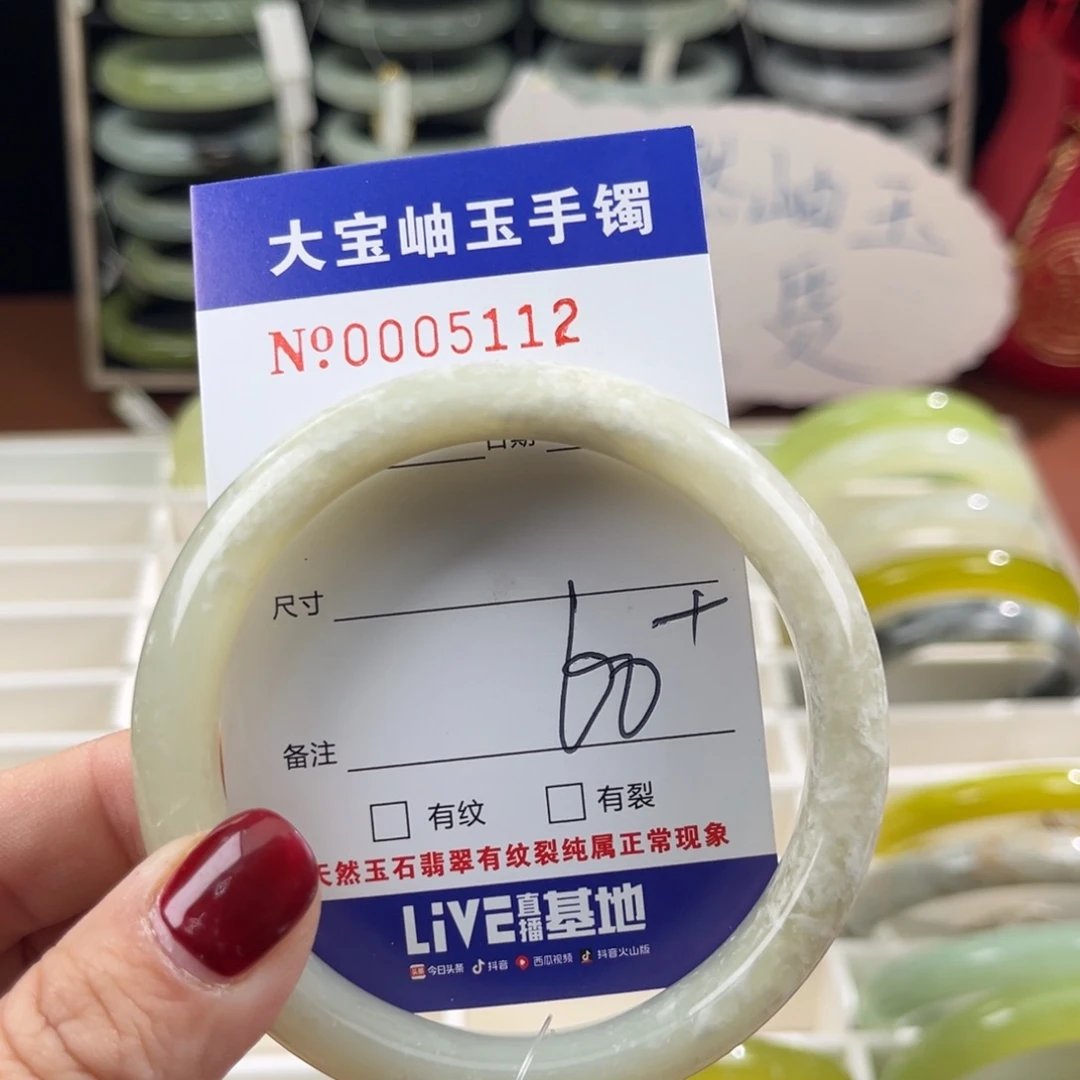 大宝岫玉手镯
№0005112
日期
尺寸
60+
备注
□ 有纹 □ 有裂
天然玉石翡翠有纹裂纯属正常现象
LiVE直播基地
今日头条 抖音 西瓜视频 抖音火山版
岫玉